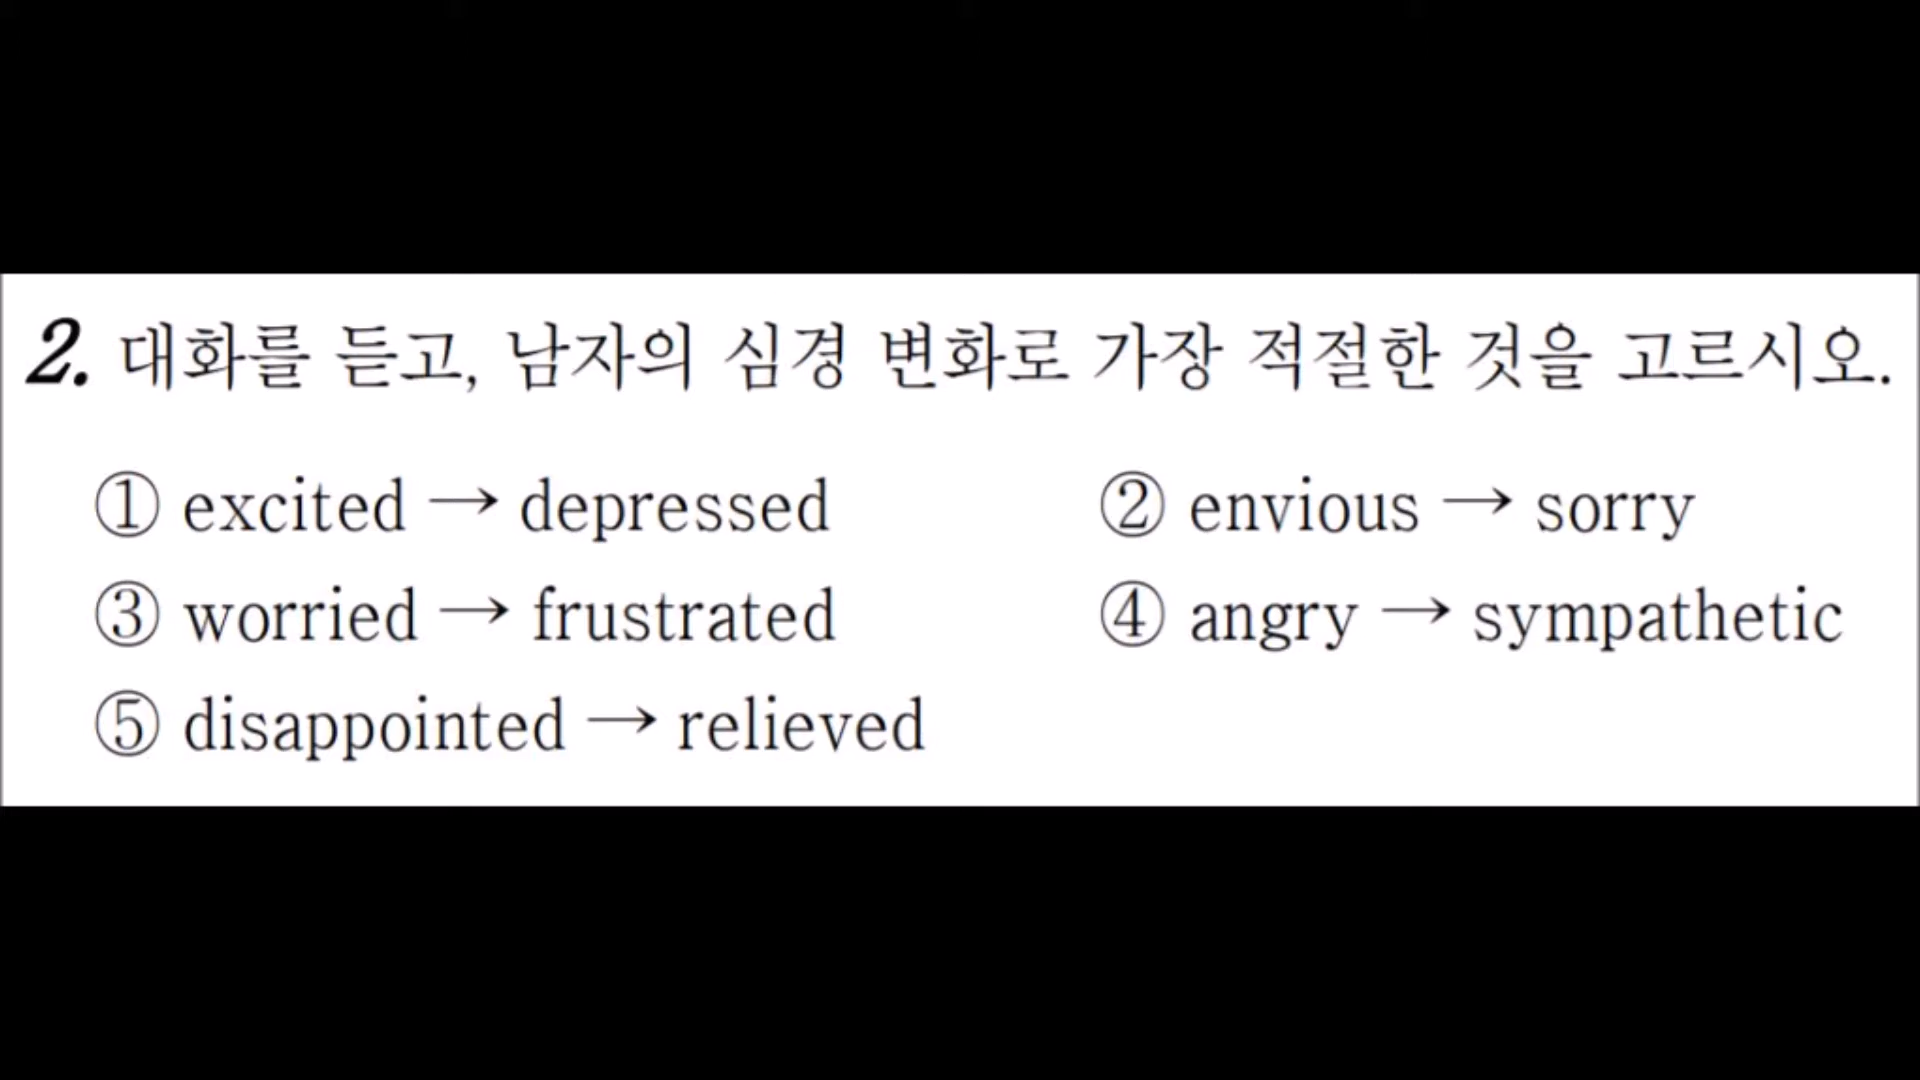 2. 대화를 듣고, 남자의 심경 변화로 가장 적절한 것을 고르시오.
① excited → depressed ② envious → sorry
③ worried → frustrated ④ angry → sympathetic
⑤ disappointed → relieved